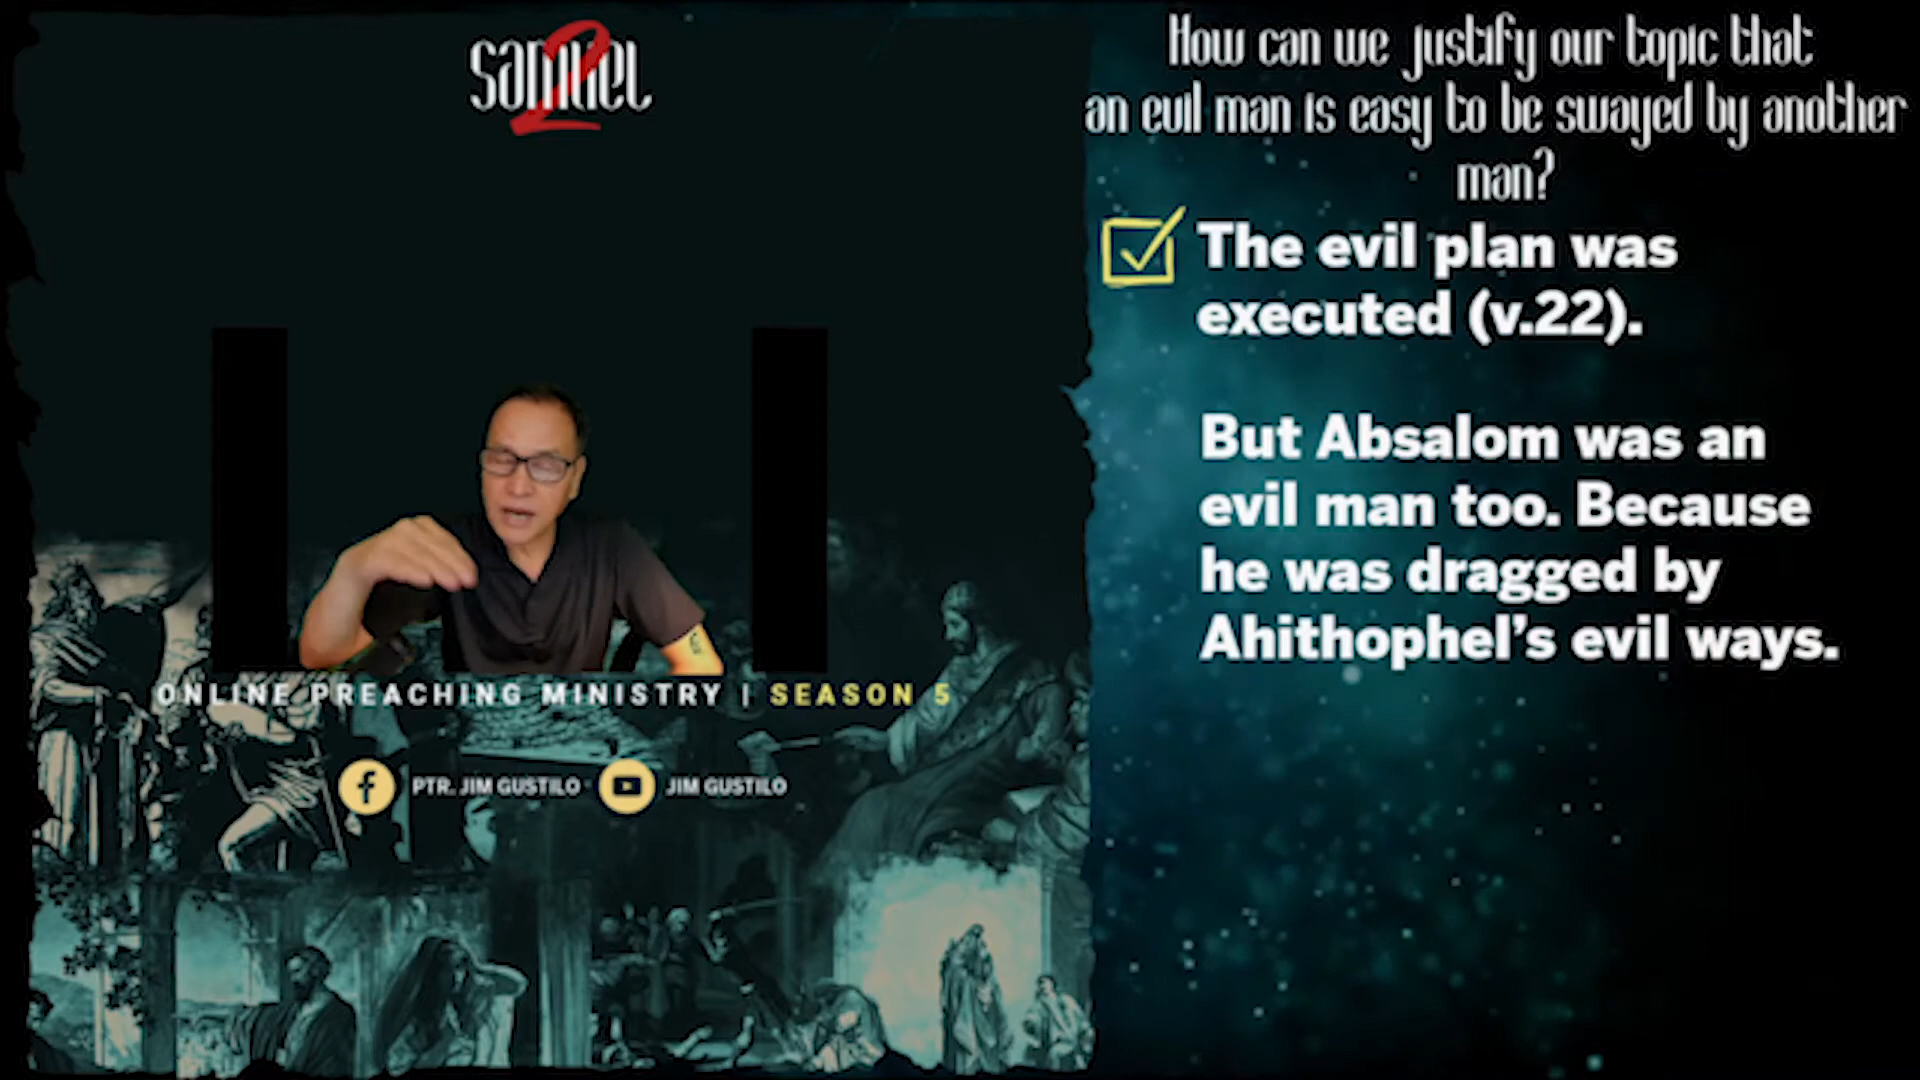 2
Samuel
ONLINE PREACHING MINISTRY | SEASON 5
PTR. JIM GUSTILO
JIM GUSTILO
How can we justify our topic that
an evil man is easy to be swayed by another
man?
The evil plan was
executed (v.22).
But Absalom was an
evil man too. Because
he was dragged by
Ahithophel's evil ways.